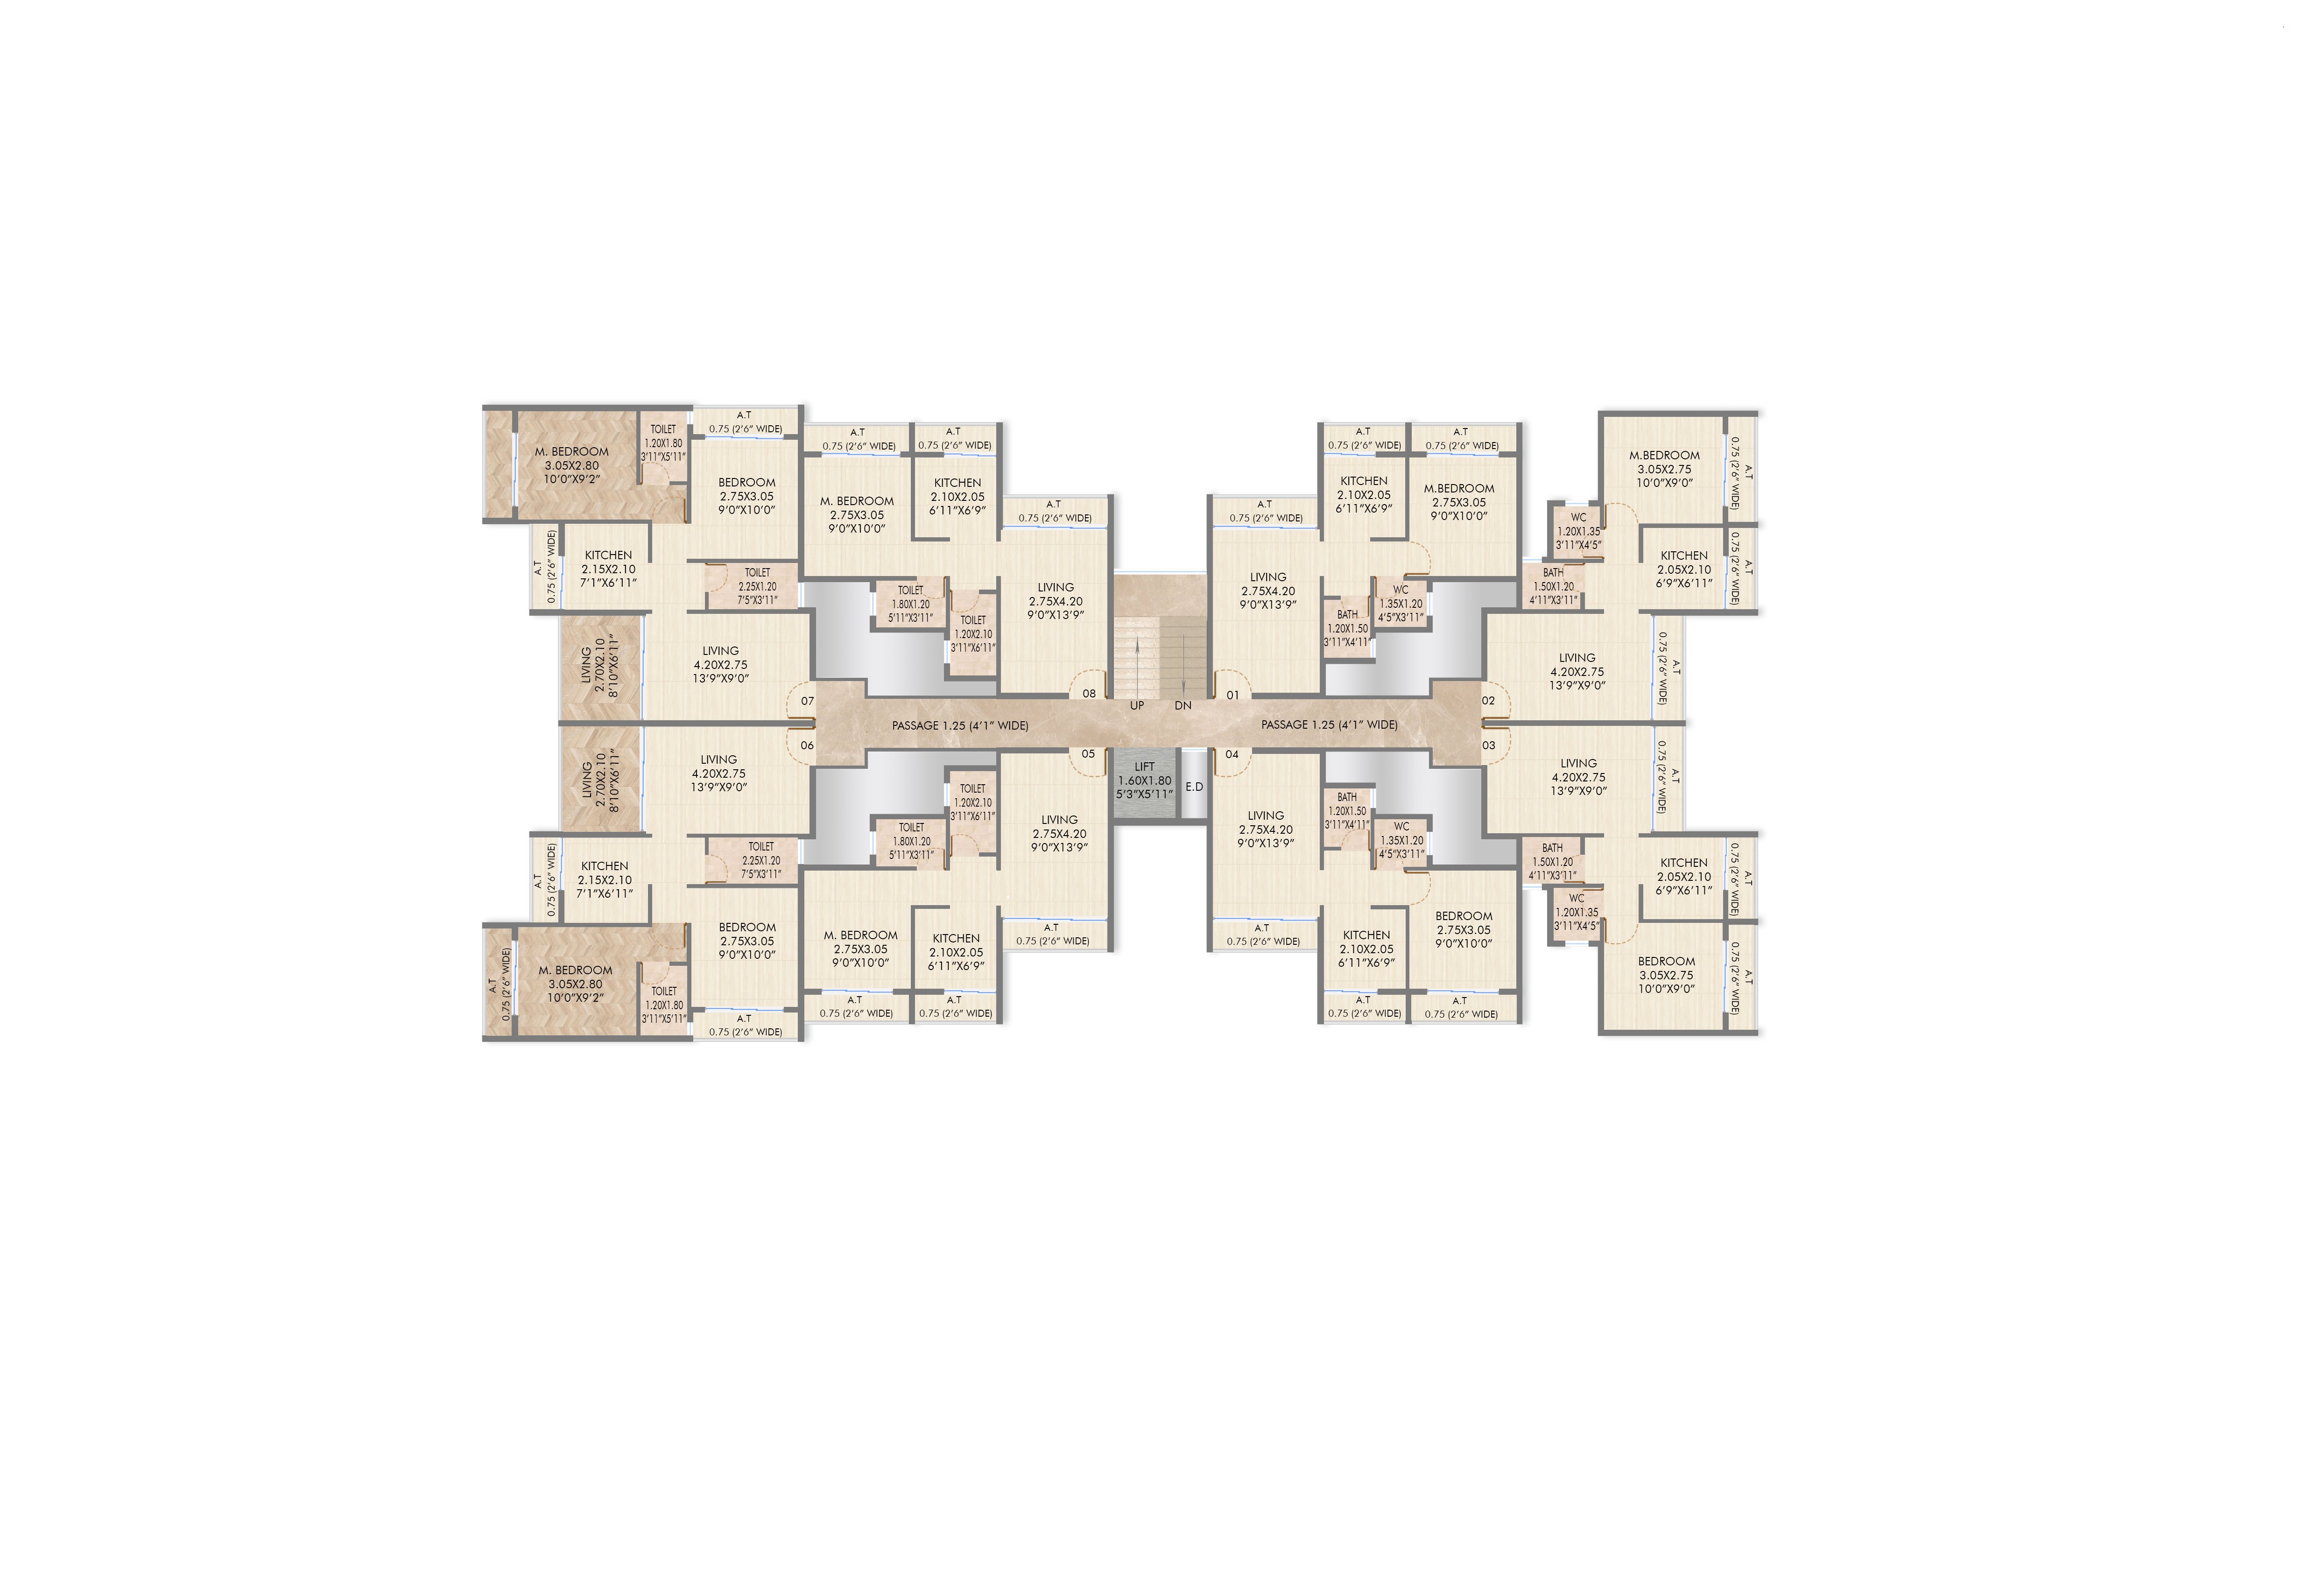 M. BEDROOM
3.05X2.80
10'0"X9'2"
TOILET
1.20X1.80
3'11"X5'11"
A.T
0.75 (2'6" WIDE)
BEDROOM
2.75X3.05
9'0"X10'0"
A.T
0.75 (2'6" WIDE)
KITCHEN
2.15X2.10
7'1"X6'11"
TOILET
2.25X1.20
7'5"X3'11"
LIVING
2.70X2.10
8'10"X6'11"
LIVING
4.20X2.75
13'9"X9'0"
07
A.T
0.75 (2'6" WIDE)
M. BEDROOM
2.75X3.05
9'0"X10'0"
A.T
0.75 (2'6" WIDE)
KITCHEN
2.10X2.05
6'11"X6'9"
TOILET
1.80X1.20
5'11"X3'11"
TOILET
1.20X2.10
3'11"X6'11"
A.T
0.75 (2'6" WIDE)
LIVING
2.75X4.20
9'0"X13'9"
08
UP
DN
A.T
0.75 (2'6" WIDE)
LIVING
2.75X4.20
9'0"X13'9"
01
A.T
0.75 (2'6" WIDE)
KITCHEN
2.10X2.05
6'11"X6'9"
A.T
0.75 (2'6" WIDE)
M.BEDROOM
2.75X3.05
9'0"X10'0"
BATH
1.20X1.50
3'11"X4'11"
WC
1.35X1.20
4'5"X3'11"
M.BEDROOM
3.05X2.75
10'0"X9'0"
A.T
0.75 (2'6" WIDE)
WC
1.20X1.35
3'11"X4'5"
BATH
1.50X1.20
4'11"X3'11"
KITCHEN
2.05X2.10
6'9"X6'11"
A.T
0.75 (2'6" WIDE)
LIVING
4.20X2.75
13'9"X9'0"
A.T
0.75 (2'6" WIDE)
02
PASSAGE 1.25 (4'1" WIDE)
PASSAGE 1.25 (4'1" WIDE)
06
LIVING
2.70X2.10
8'10"X6'11"
LIVING
4.20X2.75
13'9"X9'0"
A.T
0.75 (2'6" WIDE)
KITCHEN
2.15X2.10
7'1"X6'11"
TOILET
2.25X1.20
7'5"X3'11"
A.T
0.75 (2'6" WIDE)
M. BEDROOM
3.05X2.80
10'0"X9'2"
TOILET
1.20X1.80
3'11"X5'11"
BEDROOM
2.75X3.05
9'0"X10'0"
A.T
0.75 (2'6" WIDE)
05
TOILET
1.20X2.10
3'11"X6'11"
TOILET
1.80X1.20
5'11"X3'11"
LIVING
2.75X4.20
9'0"X13'9"
A.T
0.75 (2'6" WIDE)
M. BEDROOM
2.75X3.05
9'0"X10'0"
KITCHEN
2.10X2.05
6'11"X6'9"
A.T
0.75 (2'6" WIDE)
A.T
0.75 (2'6" WIDE)
LIFT
1.60X1.80
5'3"X5'11"
E.D
04
LIVING
2.75X4.20
9'0"X13'9"
A.T
0.75 (2'6" WIDE)
BATH
1.20X1.50
3'11"X4'11"
WC
1.35X1.20
4'5"X3'11"
KITCHEN
2.10X2.05
6'11"X6'9"
BEDROOM
2.75X3.05
9'0"X10'0"
A.T
0.75 (2'6" WIDE)
A.T
0.75 (2'6" WIDE)
03
LIVING
4.20X2.75
13'9"X9'0"
A.T
0.75 (2'6" WIDE)
BATH
1.50X1.20
4'11"X3'11"
WC
1.20X1.35
3'11"X4'5"
KITCHEN
2.05X2.10
6'9"X6'11"
A.T
0.75 (2'6" WIDE)
BEDROOM
3.05X2.75
10'0"X9'0"
A.T
0.75 (2'6" WIDE)